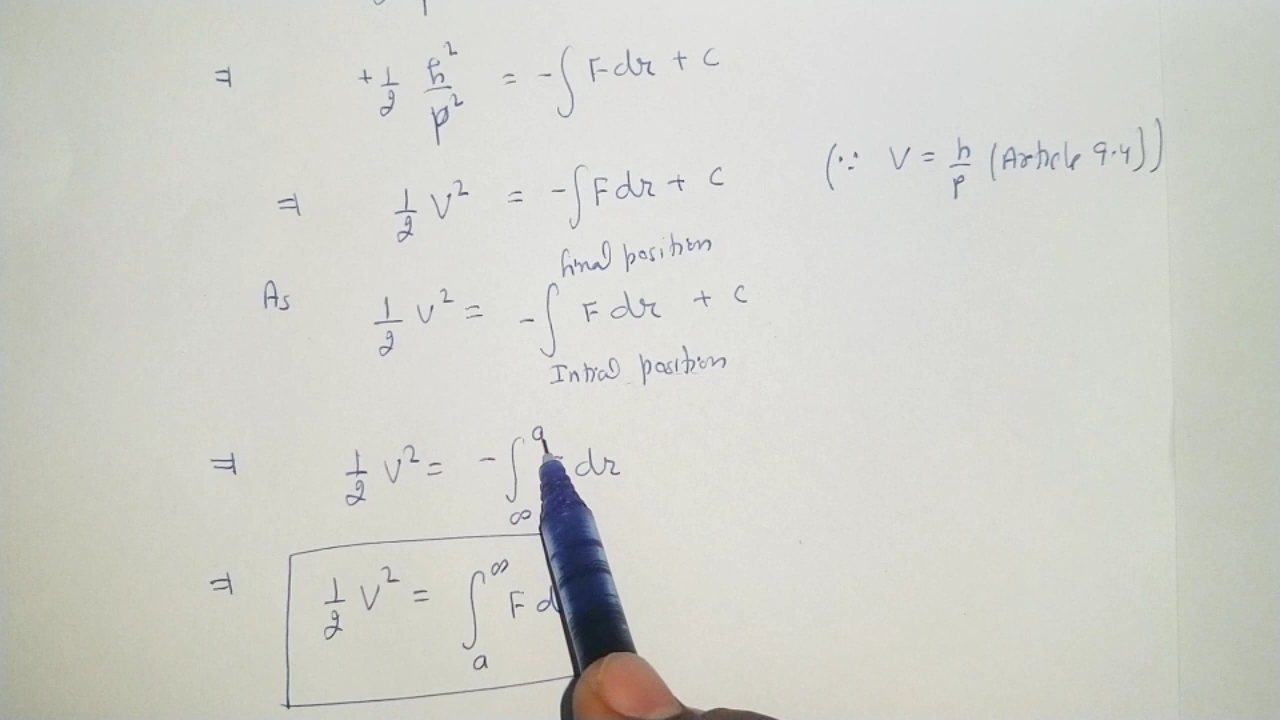 ⇒ +1/2 h²/p² = -∫ F dr + C
(∵ V = h/p (Article 9.4))
⇒ 1/2 V² = -∫ F dr + C
final position
As 1/2 V² = -∫ F dr + C
Intial position
⇒ 1/2 V² = -∫ dr
a
∞
⇒ 1/2 V² = ∫ F d
∞
a